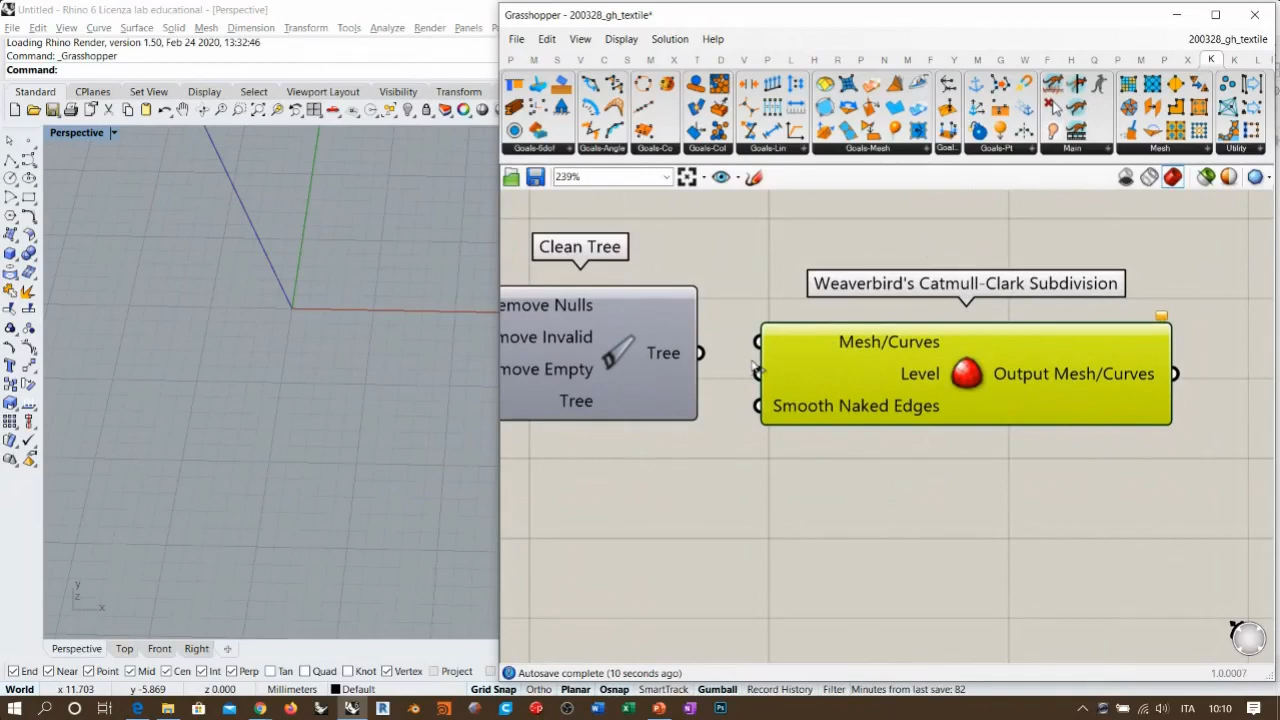 Untitled - Rhino 6 Licenza lab educational - [Perspective]
File Edit View Curve Surface Solid Mesh Dimension Transform Tools Analyze Render Panels
Loading Rhino Render, version 1.50, Feb 24 2020, 13:32:46
Command: _Grasshopper
Command:
Standard CPlanes Set View Display Select Viewport Layout Visibility Transform
Perspective
Grasshopper - 200328_gh_textile*
File Edit View Display Solution Help 200328_gh_textile
P M S V C M S X T D A V P L M E F H K L
Goals-6dof Goals-Angle Goals-Co Goals-Col Goals-Lin Goals-Mesh Goal.. Goals-Pt Main Mesh Utility
239%
Clean Tree
emove Nulls
move Invalid
move Empty
Tree
Tree
Weaverbird's Catmull-Clark Subdivision
Mesh/Curves
Level
Smooth Naked Edges
Output Mesh/Curves
y
z
x
Perspective Top Front Right
Autosave complete (10 seconds ago) 1.0.0007
End Near Point Mid Cen Int Perp Tan Quad Knot Vertex Project
World x 11.703 y -5.869 z 0.000 Millimeters Default Grid Snap Ortho Planar Osnap SmartTrack Gumball Record History Filter Minutes from last save: 82
ITA 10:10